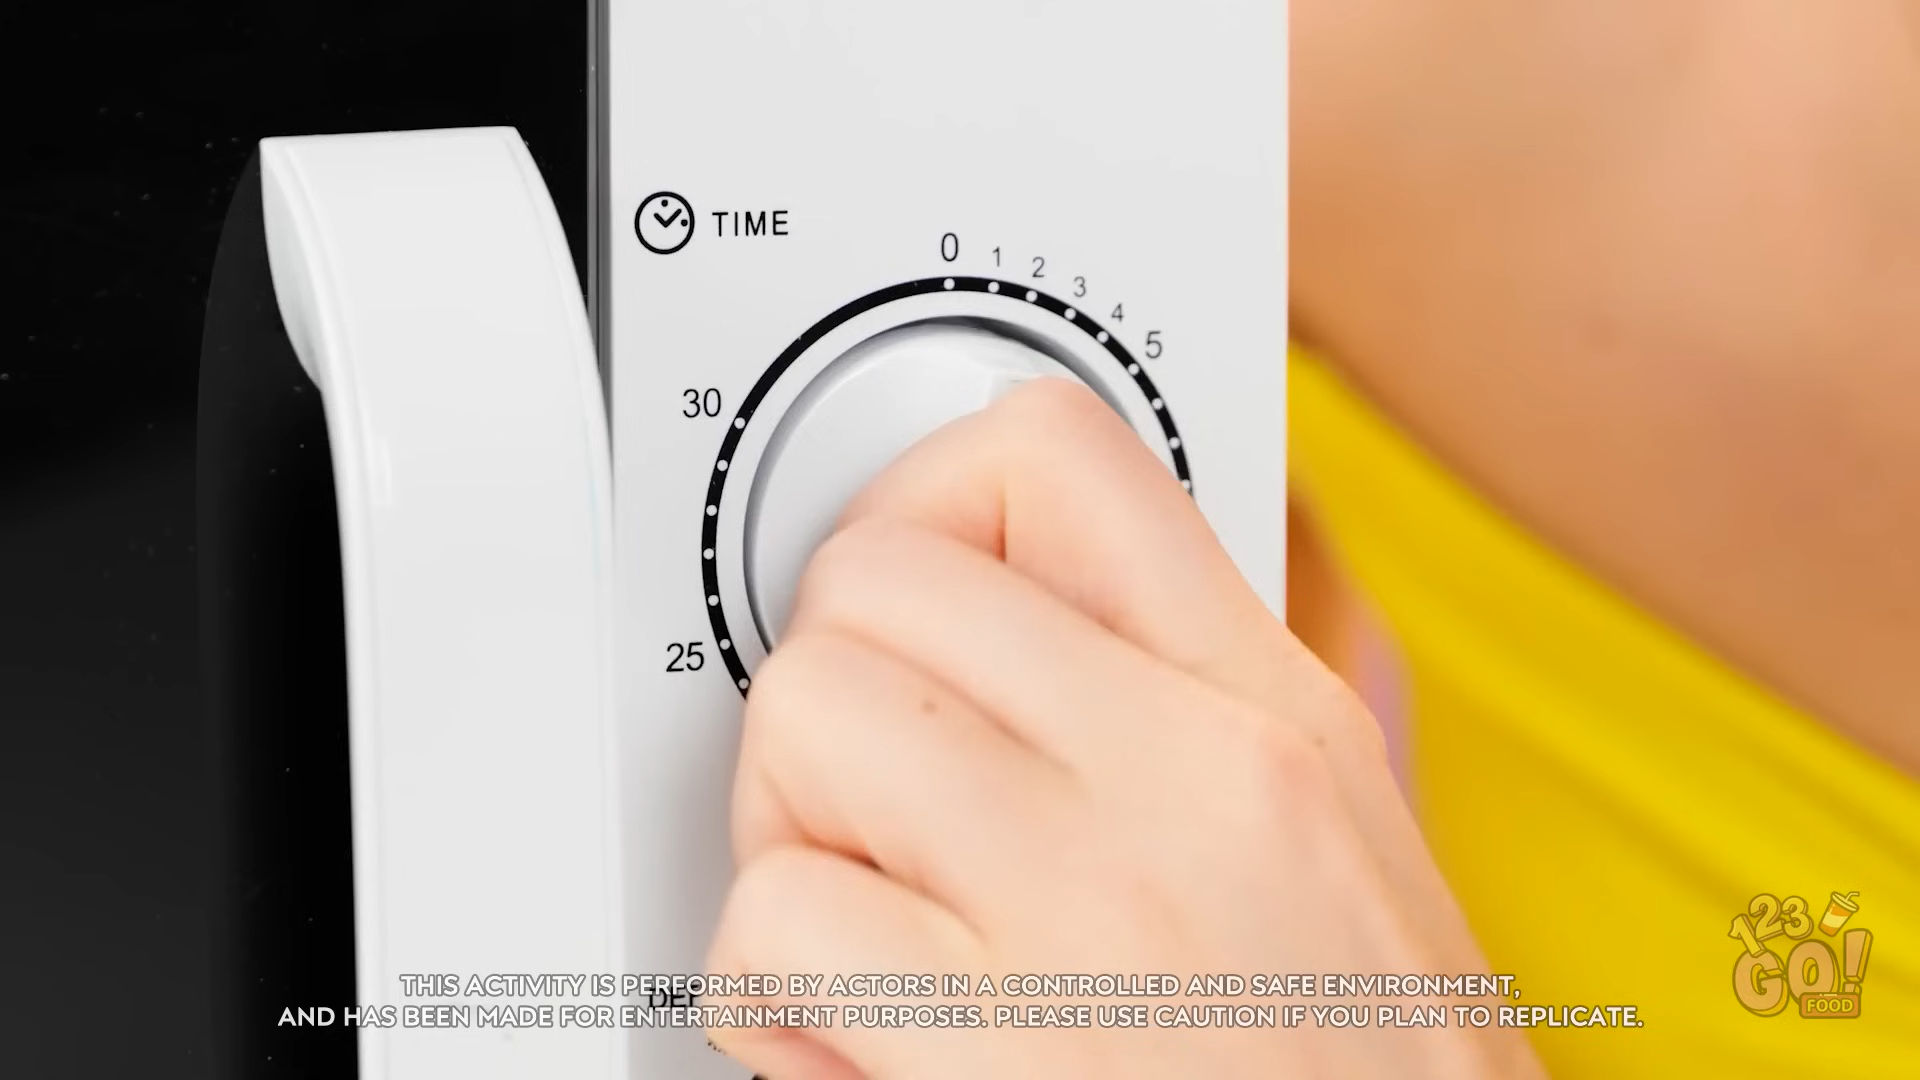 TIME
0
1
2
3
4
5
30
25
DEF
THIS ACTIVITY IS PERFORMED BY ACTORS IN A CONTROLLED AND SAFE ENVIRONMENT,
AND HAS BEEN MADE FOR ENTERTAINMENT PURPOSES. PLEASE USE CAUTION IF YOU PLAN TO REPLICATE.
123
GO!
FOOD